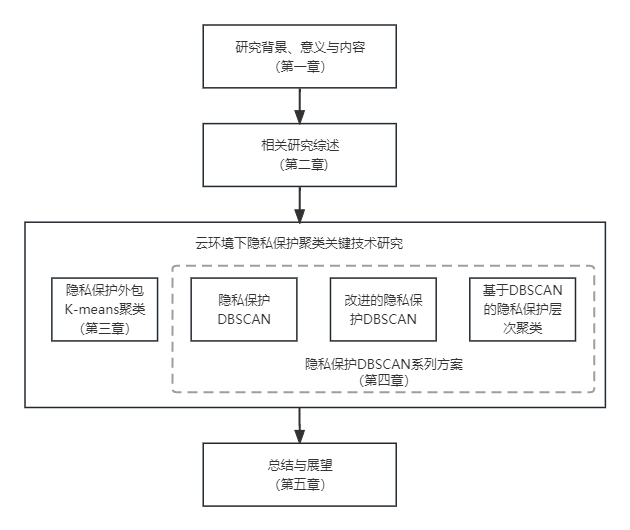 研究背景、意义与内容
（第一章）
相关研究综述
（第二章）
云环境下隐私保护聚类关键技术研究
隐私保护外包
K-means聚类
（第三章）
隐私保护
DBSCAN
改进的隐私保
护DBSCAN
基于DBSCAN
的隐私保护层
次聚类
隐私保护DBSCAN系列方案
（第四章）
总结与展望
（第五章）